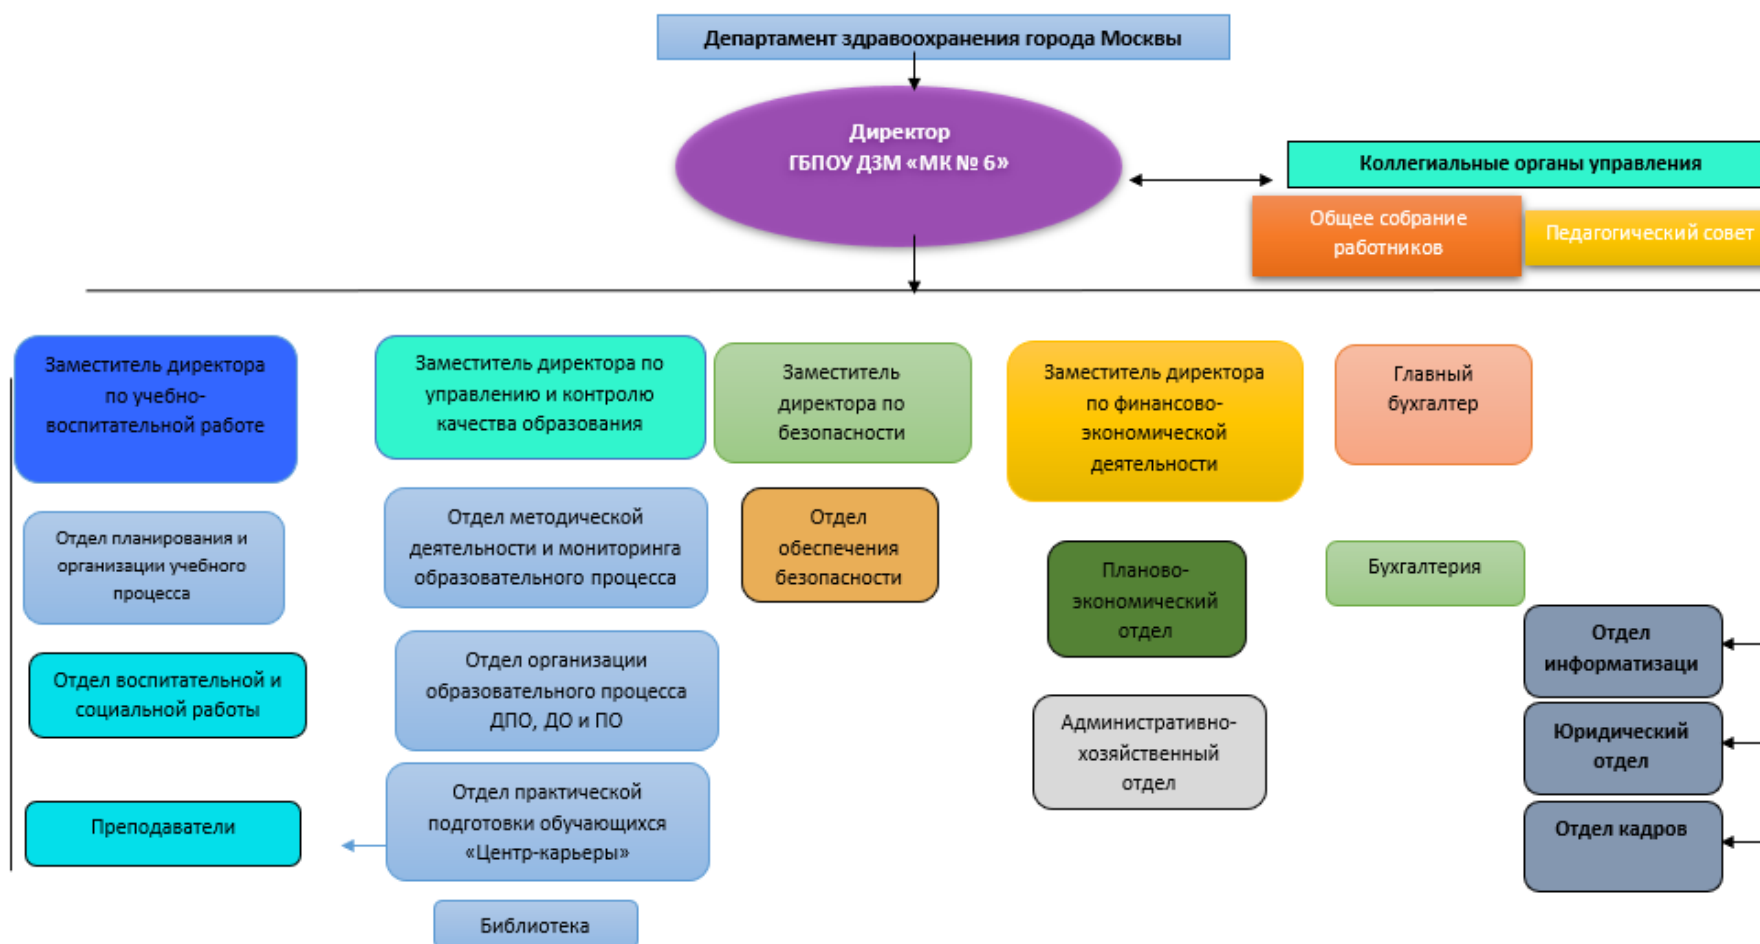 Департамент здравоохранения города Москвы
Директор
ГБПОУ ДЗМ «МК № 6»
Коллегиальные органы управления
Общее собрание
работников
Педагогический совет
Заместитель директора
по учебно-
воспитательной работе
Заместитель директора по
управлению и контролю
качества образования
Заместитель
директора по
безопасности
Заместитель директора
по финансово-
экономической
деятельности
Главный
бухгалтер
Отдел планирования и
организации учебного
процесса
Отдел методической
деятельности и мониторинга
образовательного процесса
Отдел
обеспечения
безопасности
Планово-
экономический
отдел
Бухгалтерия
Отдел
информатизаци
Отдел воспитательной и
социальной работы
Отдел организации
образовательного процесса
ДПО, ДО и ПО
Административно-
хозяйственный
отдел
Юридический
отдел
Преподаватели
Отдел практической
подготовки обучающихся
«Центр-карьеры»
Отдел кадров
Библиотека